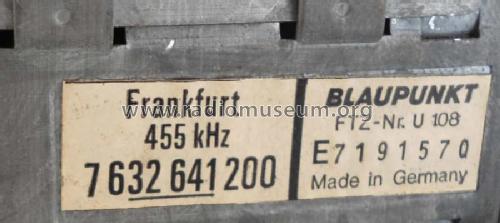 Frankfurt
455 kHz
7 632 641 200
BLAUPUNKT
FTZ-Nr. U 108
E7191570
Made in Germany
www.radiomuseum.org